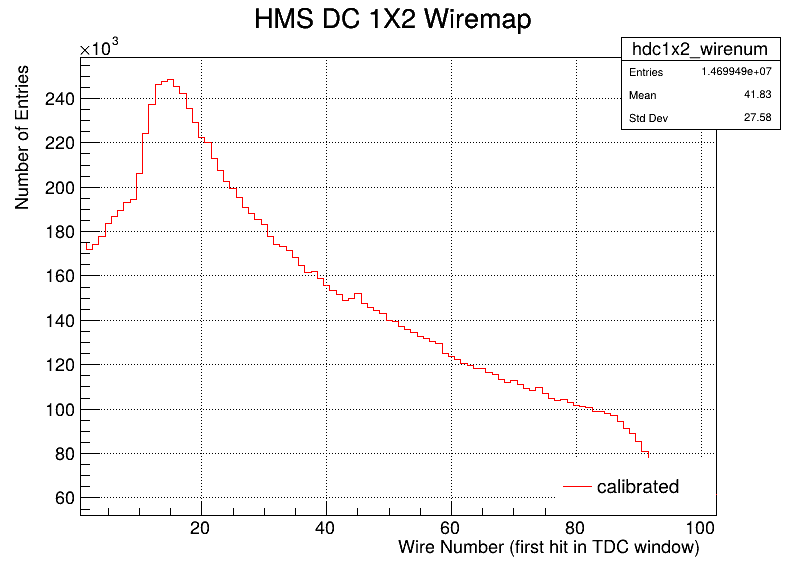 HMS DC 1X2 Wiremap
×10³
hdc1x2_wirenum
Entries 1.469949e+07
Mean 41.83
Std Dev 27.58
Number of Entries
240
220
200
180
160
140
120
100
80
60
calibrated
20 40 60 80 100
Wire Number (first hit in TDC window)